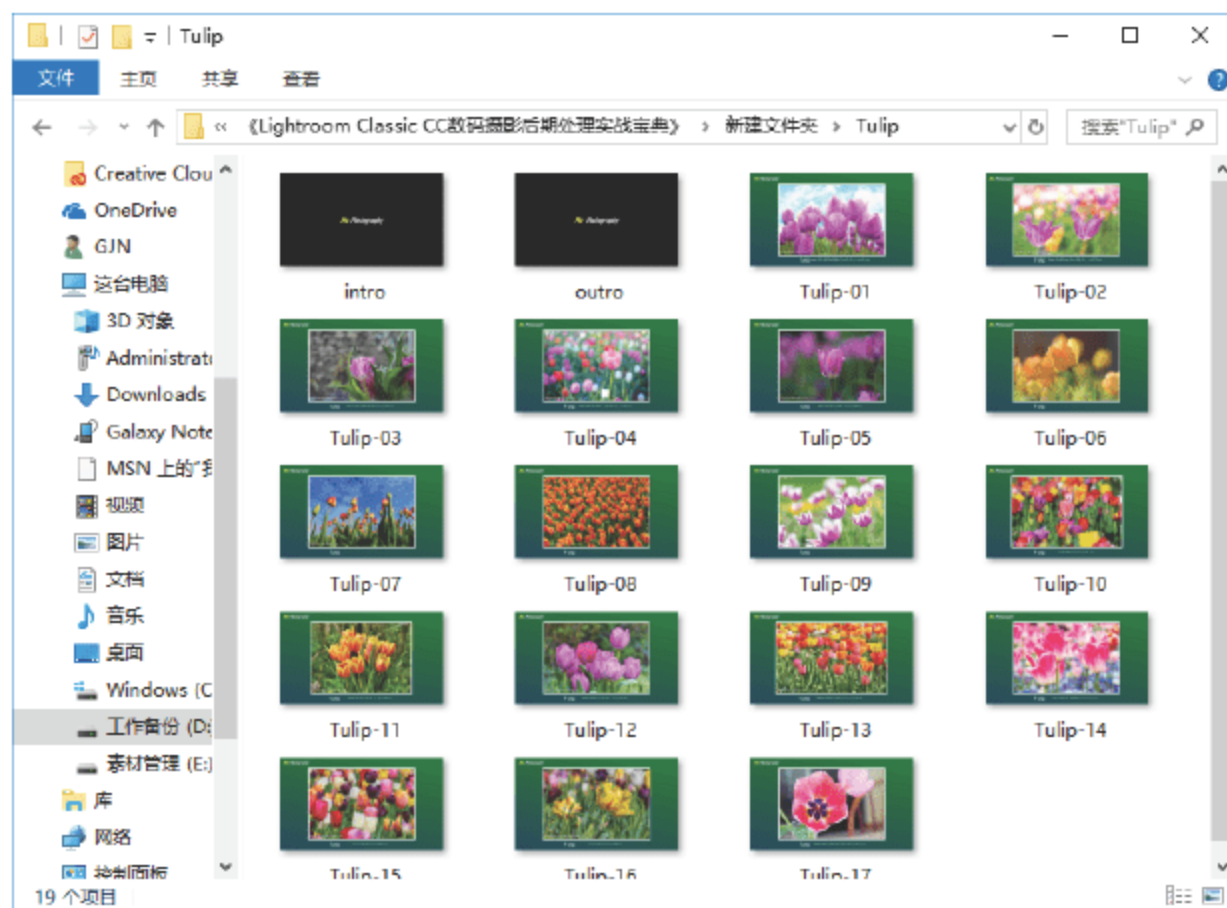 Tulip
文件 主页 共享 查看
« 《Lightroom Classic CC数码摄影后期处理实战宝典》 › 新建文件夹 › Tulip
搜索"Tulip"
Creative Clou
OneDrive
GJN
这台电脑
3D 对象
Administrat
Downloads
Galaxy Note
MSN 上的"我
视频
图片
文档
音乐
桌面
Windows (C
工作备份 (D:
素材管理 (E:)
库
网络
控制面板
intro outro Tulip-01 Tulip-02
Tulip-03 Tulip-04 Tulip-05 Tulip-06
Tulip-07 Tulip-08 Tulip-09 Tulip-10
Tulip-11 Tulip-12 Tulip-13 Tulip-14
Tulip-15 Tulip-16 Tulip-17
19 个项目